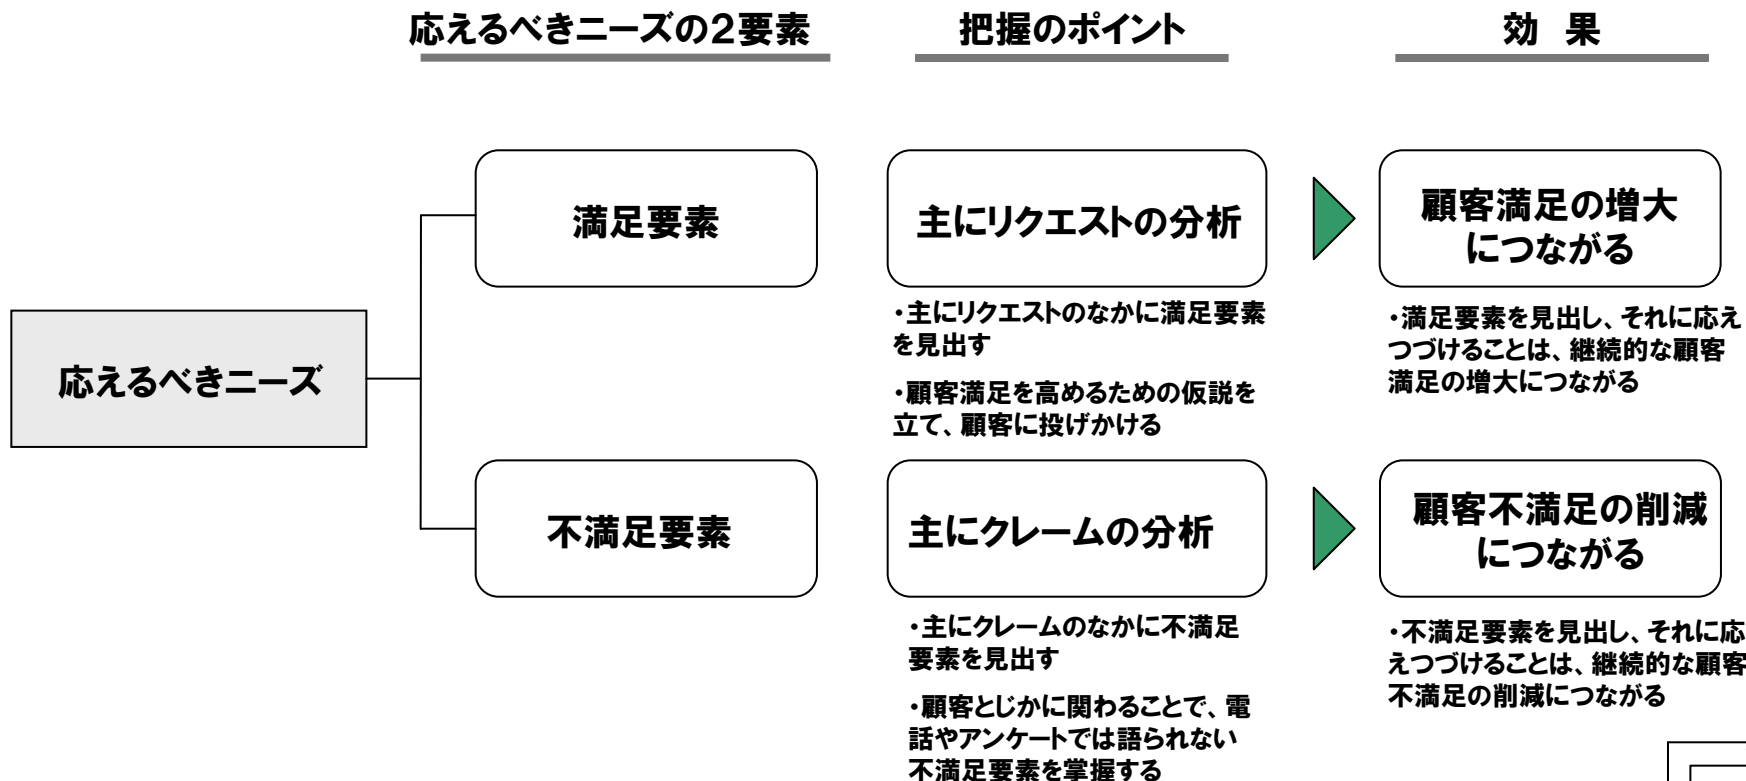 応えるべきニーズの2要素
把握のポイント
効 果
応えるべきニーズ
満足要素
主にリクエストの分析
顧客満足の増大
につながる
・主にリクエストのなかに満足要素
を見出す
・顧客満足を高めるための仮説を
立て、顧客に投げかける
・満足要素を見出し、それに応え
つづけることは、継続的な顧客
満足の増大につながる
不満足要素
主にクレームの分析
顧客不満足の削減
につながる
・主にクレームのなかに不満足
要素を見出す
・顧客とじかに関わることで、電
話やアンケートでは語られない
不満足要素を掌握する
・不満足要素を見出し、それに応
えつづけることは、継続的な顧客
不満足の削減につながる